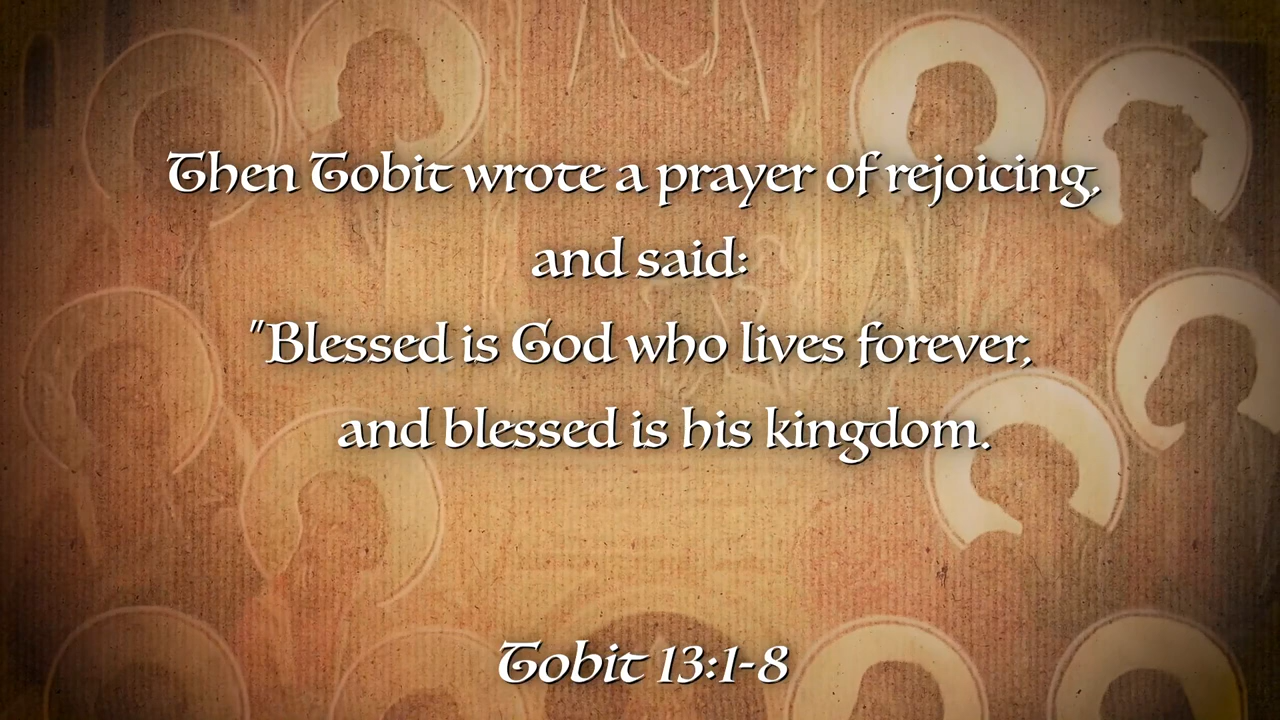 Then Tobit wrote a prayer of rejoicing,
and said:
"Blessed is God who lives forever,
and blessed is his kingdom.
Tobit 13:1-8